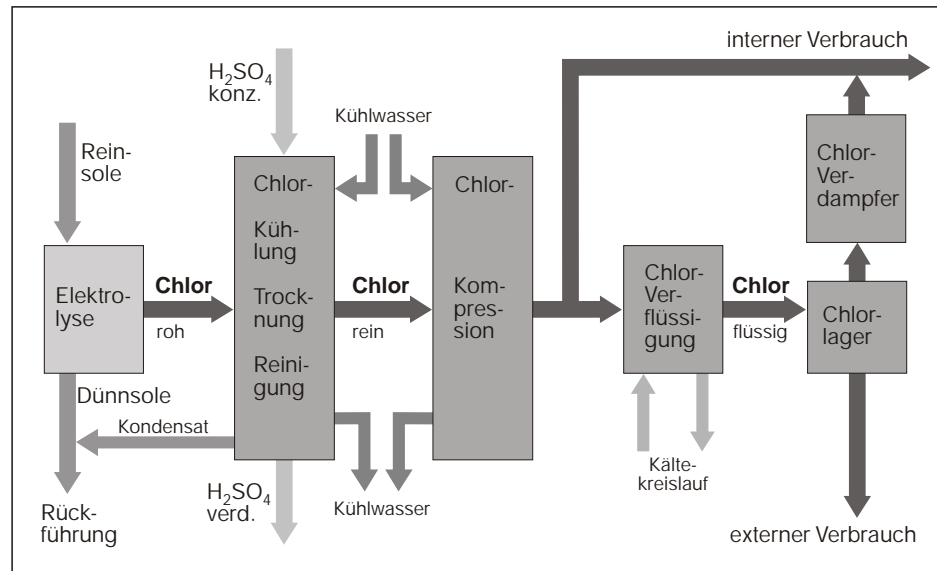 interner Verbrauch
H2SO4
konz.
Kühlwasser
Rein-
sole
Chlor-
Küh-
lung
Trock-
nung
Reini-
gung
Chlor-
Kom-
pres-
sion
Chlor-
Ver-
dampfer
Elektro-
lyse
Chlor
roh
Chlor
rein
Chlor-
Ver-
flüssi-
gung
Chlor
flüssig
Chlor-
lager
Dünnsole
Kondensat
Rück-
führung
H2SO4
verd.
Kühlwasser
Kälte-
kreislauf
externer Verbrauch